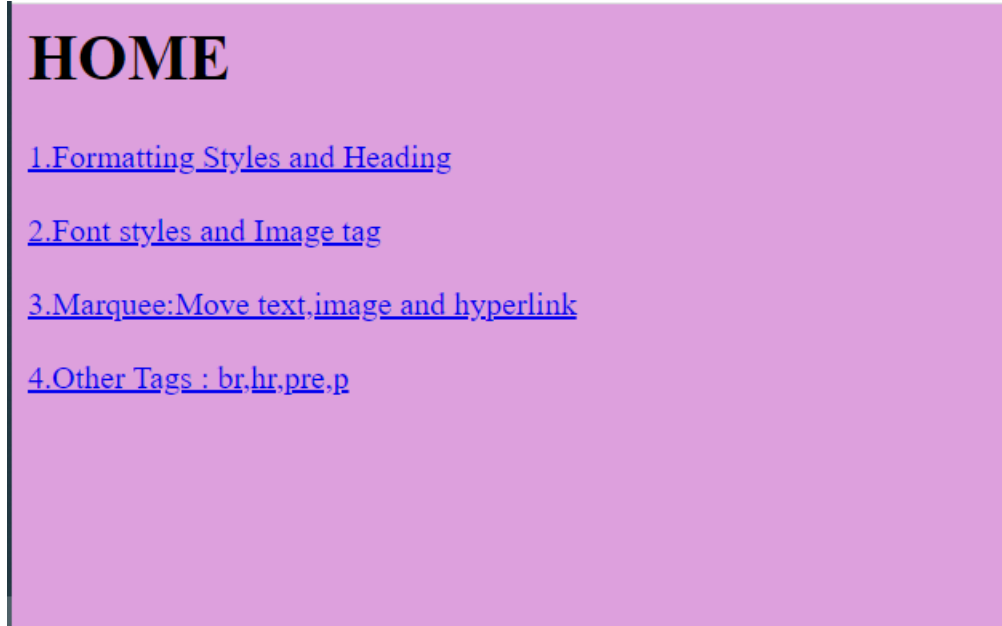 HOME
1.Formatting Styles and Heading
2.Font styles and Image tag
3.Marquee:Move text,image and hyperlink
4.Other Tags : br,hr,pre,p